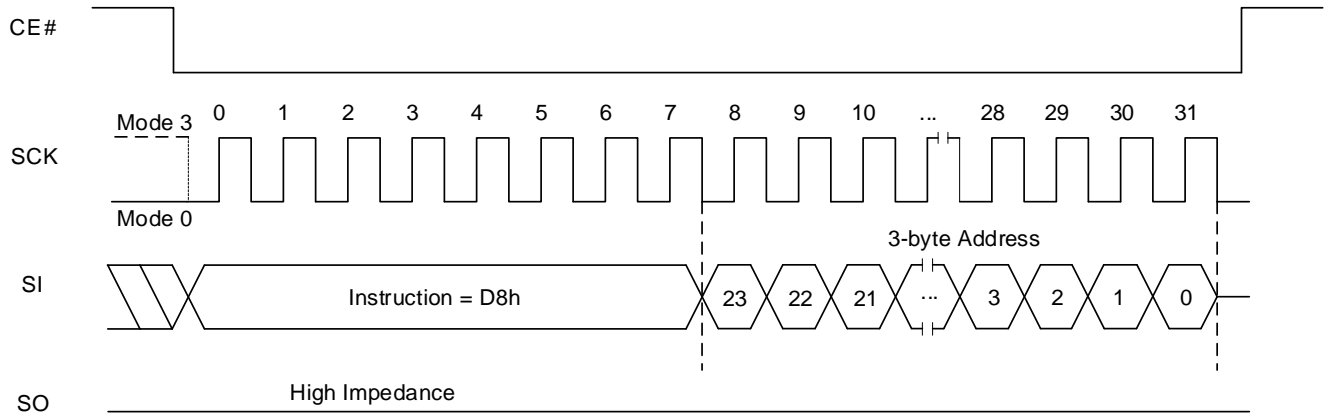 CE#
0 1 2 3 4 5 6 7 8 9 10 ... 28 29 30 31
Mode 3
SCK
Mode 0
3-byte Address
SI
Instruction = D8h 23 22 21 ... 3 2 1 0
High Impedance
SO